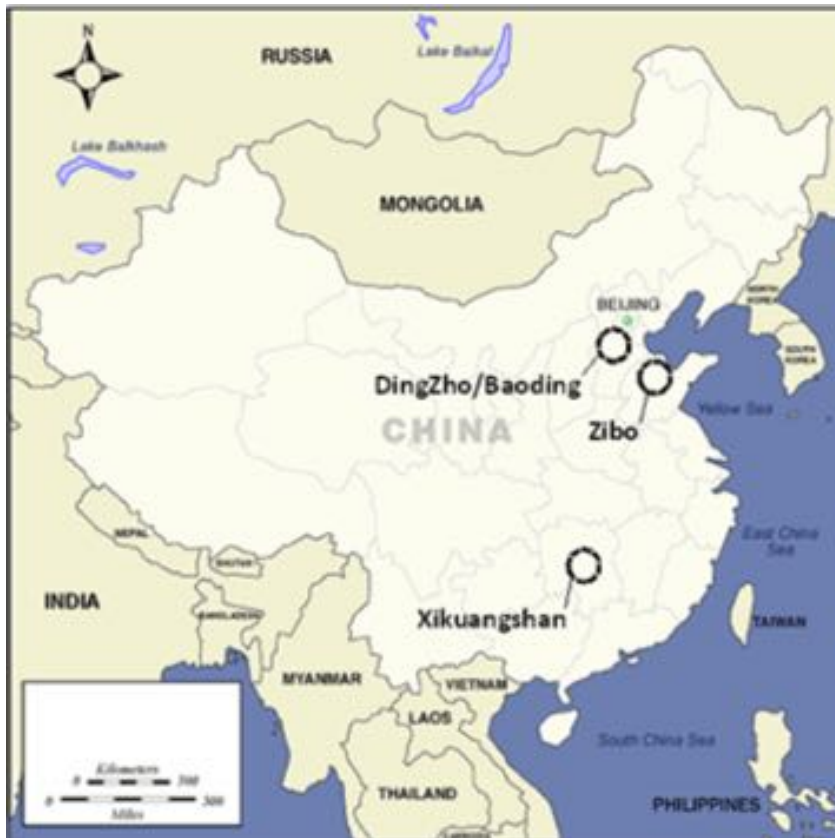 N
RUSSIA
Lake Baikal
Lake Balkhash
MONGOLIA
BEIJING
NORTH
KOREA
SOUTH
KOREA
DingZho/Baoding
Yellow Sea
CHINA
Zibo
NEPAL
BHUTAN
East China
Sea
INDIA
BANGLADESH
Xikuangshan
TAIWAN
MYANMAR
VIETNAM
LAOS
South China Sea
Kilometers
0
0
Miles
THAILAND
PHILIPPINES